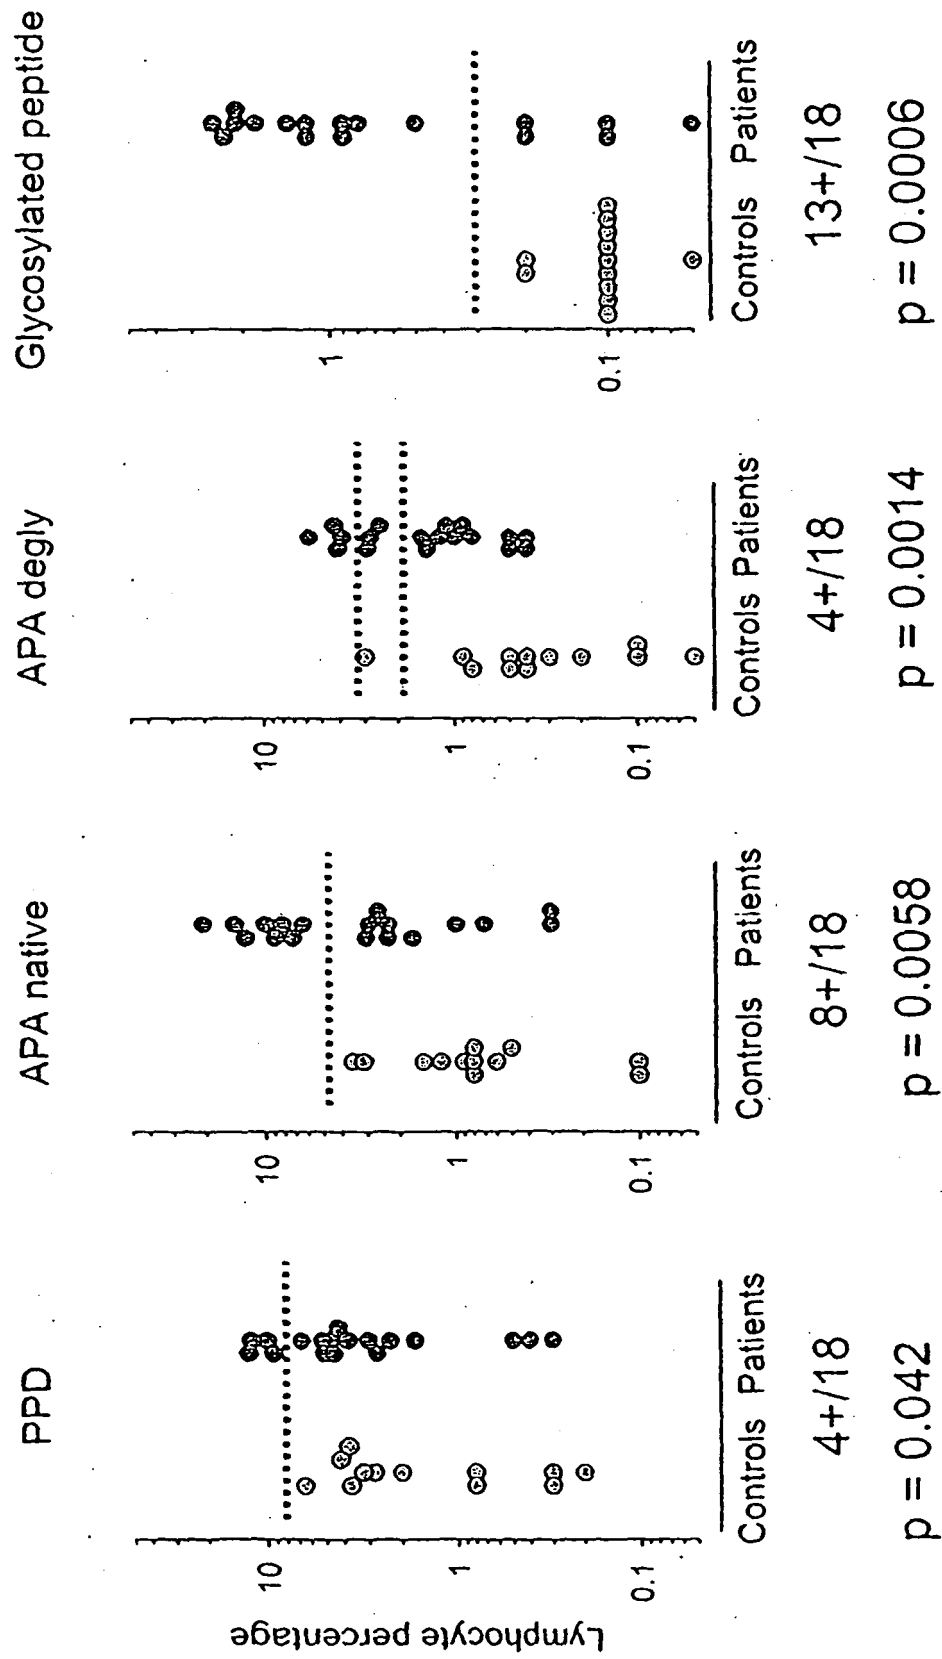 PPD
APA native
APA degly
Glycosylated peptide
Lymphocyte percentage
10
1
0.1
10
1
0.1
10
1
0.1
1
0.1
Controls Patients
Controls Patients
Controls Patients
Controls Patients
4+/18
8+/18
4+/18
13+/18
p = 0.042
p = 0.0058
p = 0.0014
p = 0.0006